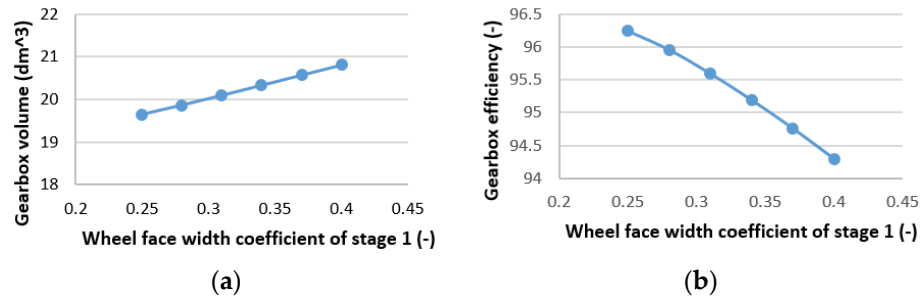 Gearbox volume (dm^3)
22
21
20
19
18
0.2 0.25 0.3 0.35 0.4 0.45
Wheel face width coefficient of stage 1 (-)
(a)
Gearbox efficiency (-)
96.5
96
95.5
95
94.5
94
0.2 0.25 0.3 0.35 0.4 0.45
Wheel face width coefficient of stage 1 (-)
(b)